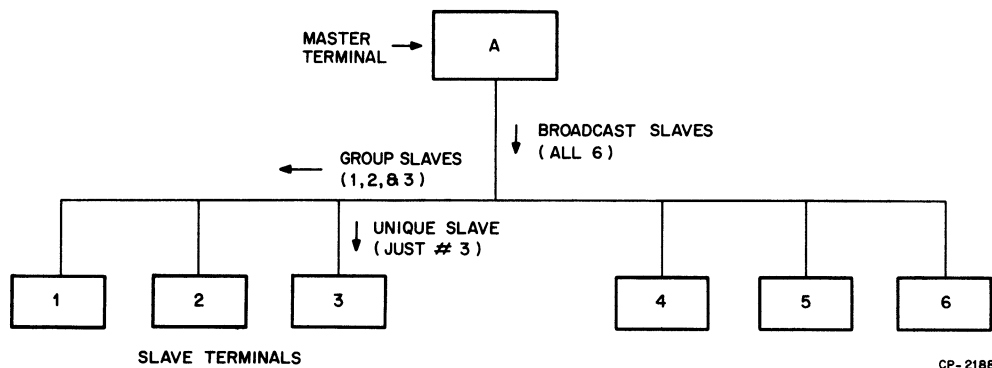 MASTER
TERMINAL
A
BROADCAST SLAVES
(ALL 6)
GROUP SLAVES
(1,2,& 3)
UNIQUE SLAVE
(JUST # 3)
1
2
3
4
5
6
SLAVE TERMINALS
CP-2188